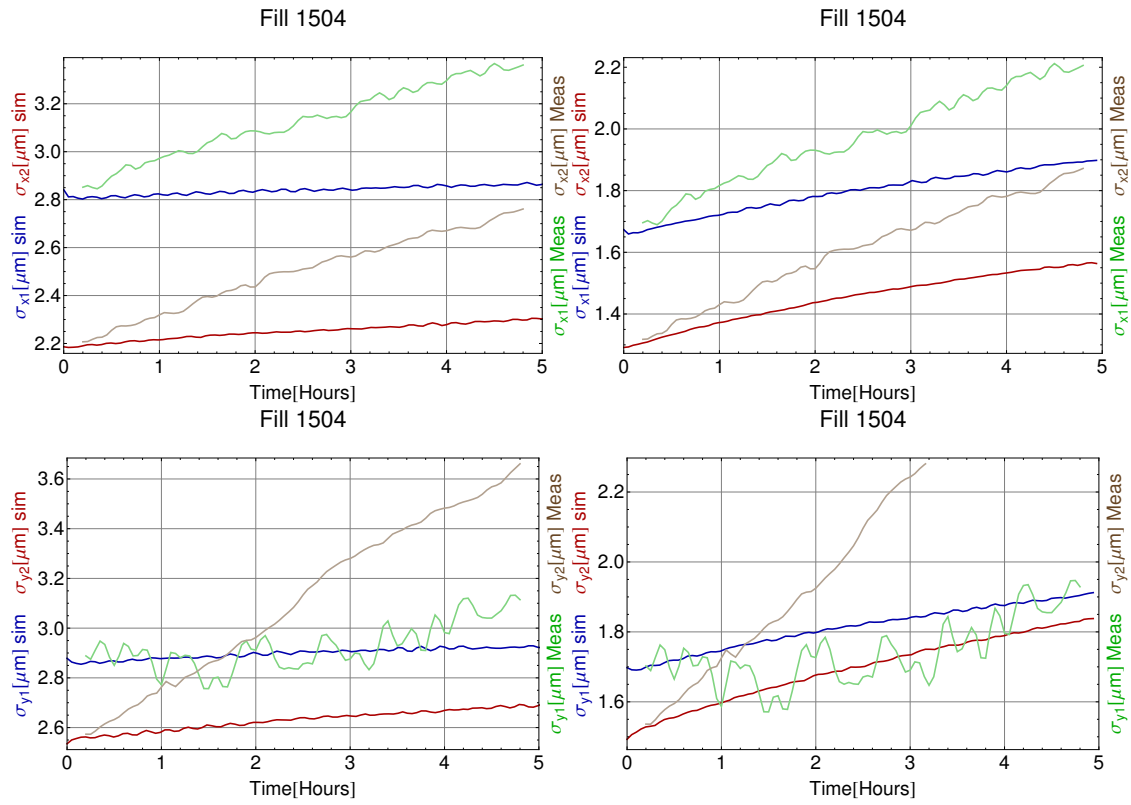 Fill 1504
σx1[μm] sim σx2[μm] sim
3.2
3.0
2.8
2.6
2.4
2.2
0 1 2 3 4 5
Time[Hours]
σx1[μm] Meas σx2[μm] Meas
Fill 1504
σx1[μm] sim σx2[μm] sim
2.2
2.0
1.8
1.6
1.4
0 1 2 3 4 5
Time[Hours]
σx1[μm] Meas σx2[μm] Meas
Fill 1504
σy1[μm] sim σy2[μm] sim
3.6
3.4
3.2
3.0
2.8
2.6
0 1 2 3 4 5
Time[Hours]
σy1[μm] Meas σy2[μm] Meas
Fill 1504
σy1[μm] sim σy2[μm] sim
2.2
2.0
1.8
1.6
0 1 2 3 4 5
Time[Hours]
σy1[μm] Meas σy2[μm] Meas